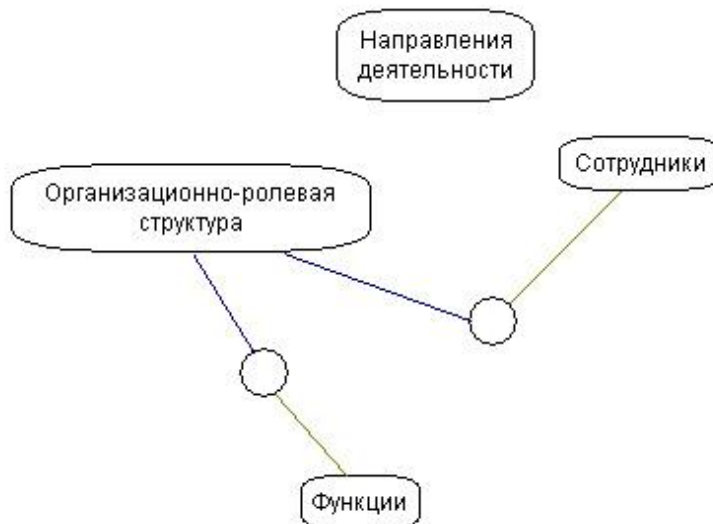 Направления
деятельности
Сотрудники
Организационно-ролевая
структура
Функции